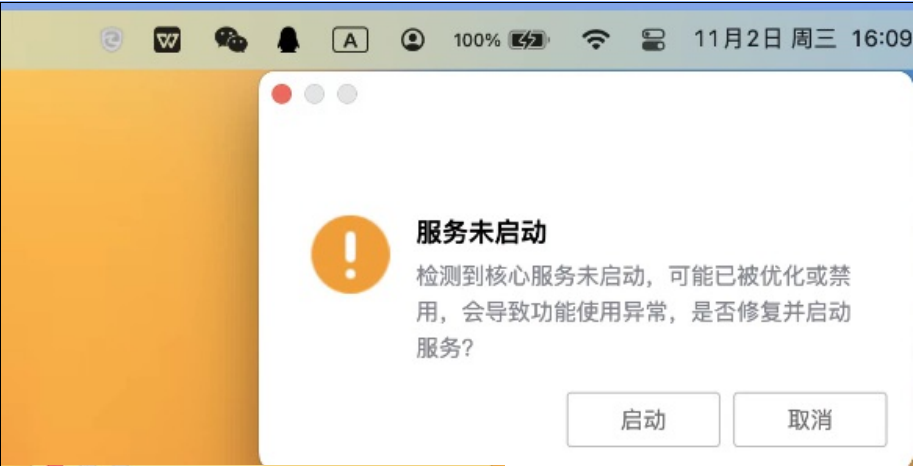 A 100% 11月2日 周三 16:09
服务未启动
检测到核心服务未启动，可能已被优化或禁
用，会导致功能使用异常，是否修复并启动
服务？
启动 取消